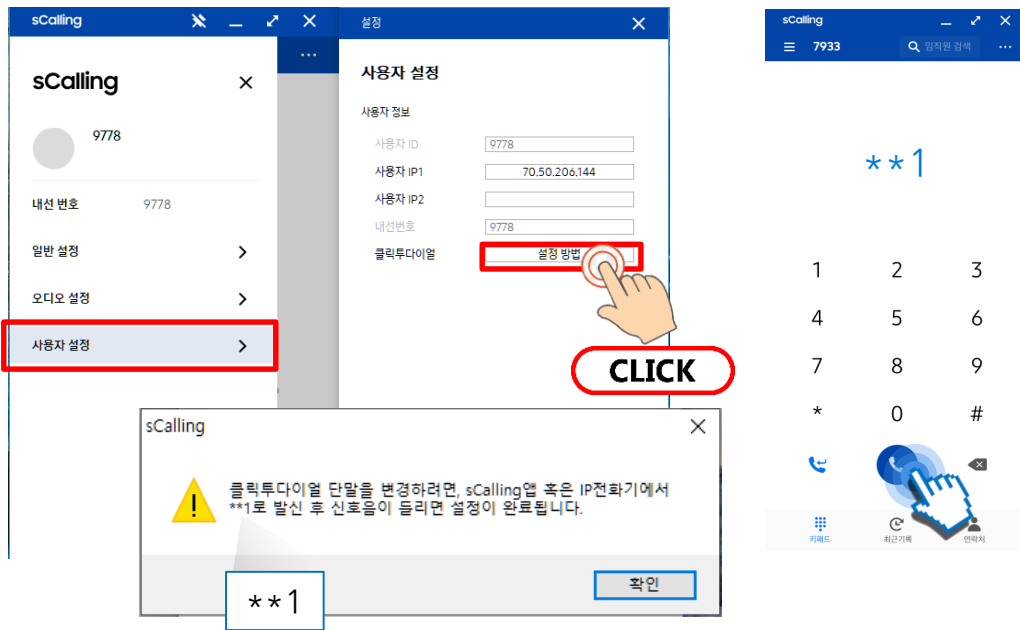 sCalling
sCalling
9778
내선 번호 9778
일반 설정
오디오 설정
사용자 설정
설정
사용자 설정
사용자 정보
사용자 ID 9778
사용자 IP1 70.50.206.144
사용자 IP2
내선번호 9778
클릭투다이얼 설정 방법
CLICK
sCalling
클릭투다이얼 단말을 변경하려면, sCalling앱 혹은 IP전화기에서
**1로 발신 후 신호음이 들리면 설정이 완료됩니다.
확인
**1
sCalling
7933 임직원 검색
**1
1 2 3
4 5 6
7 8 9
* 0 #
키패드 최근기록 연락처